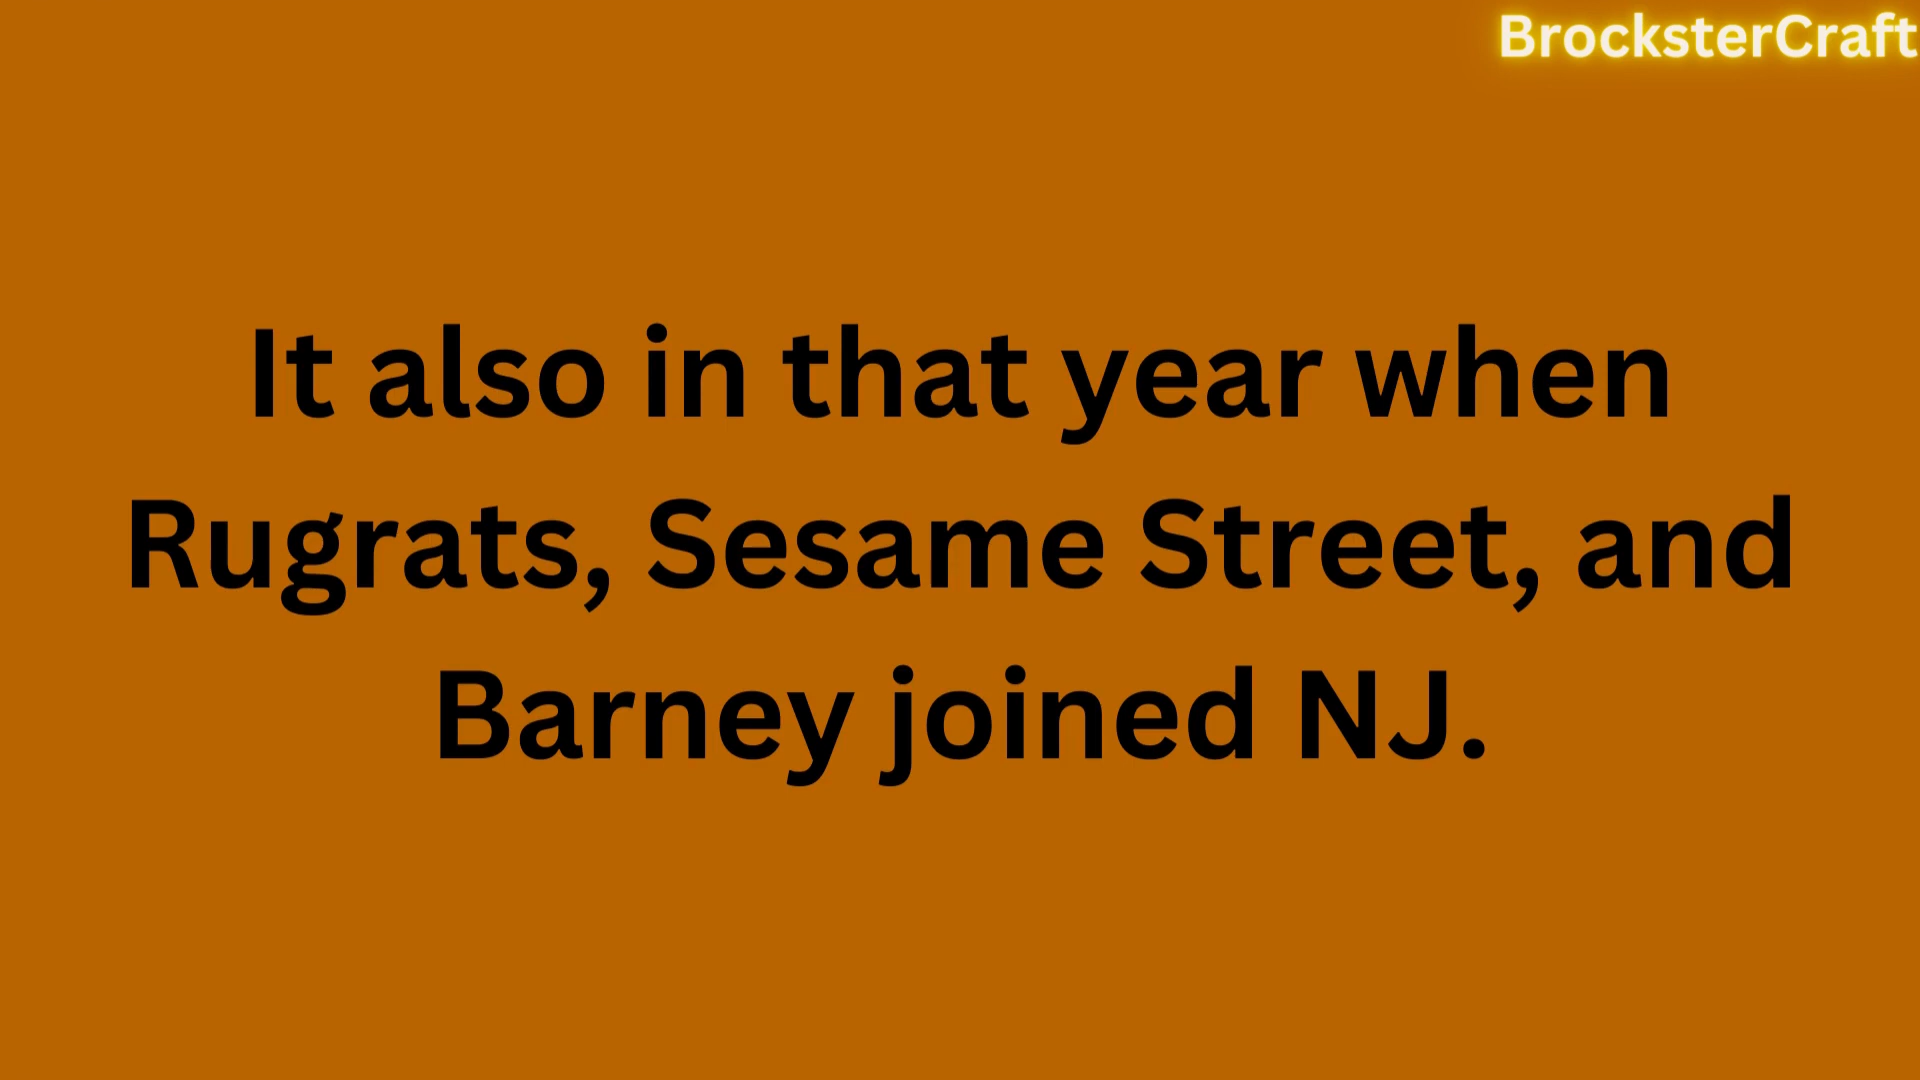 BrocksterCraft
It also in that year when
Rugrats, Sesame Street, and
Barney joined NJ.